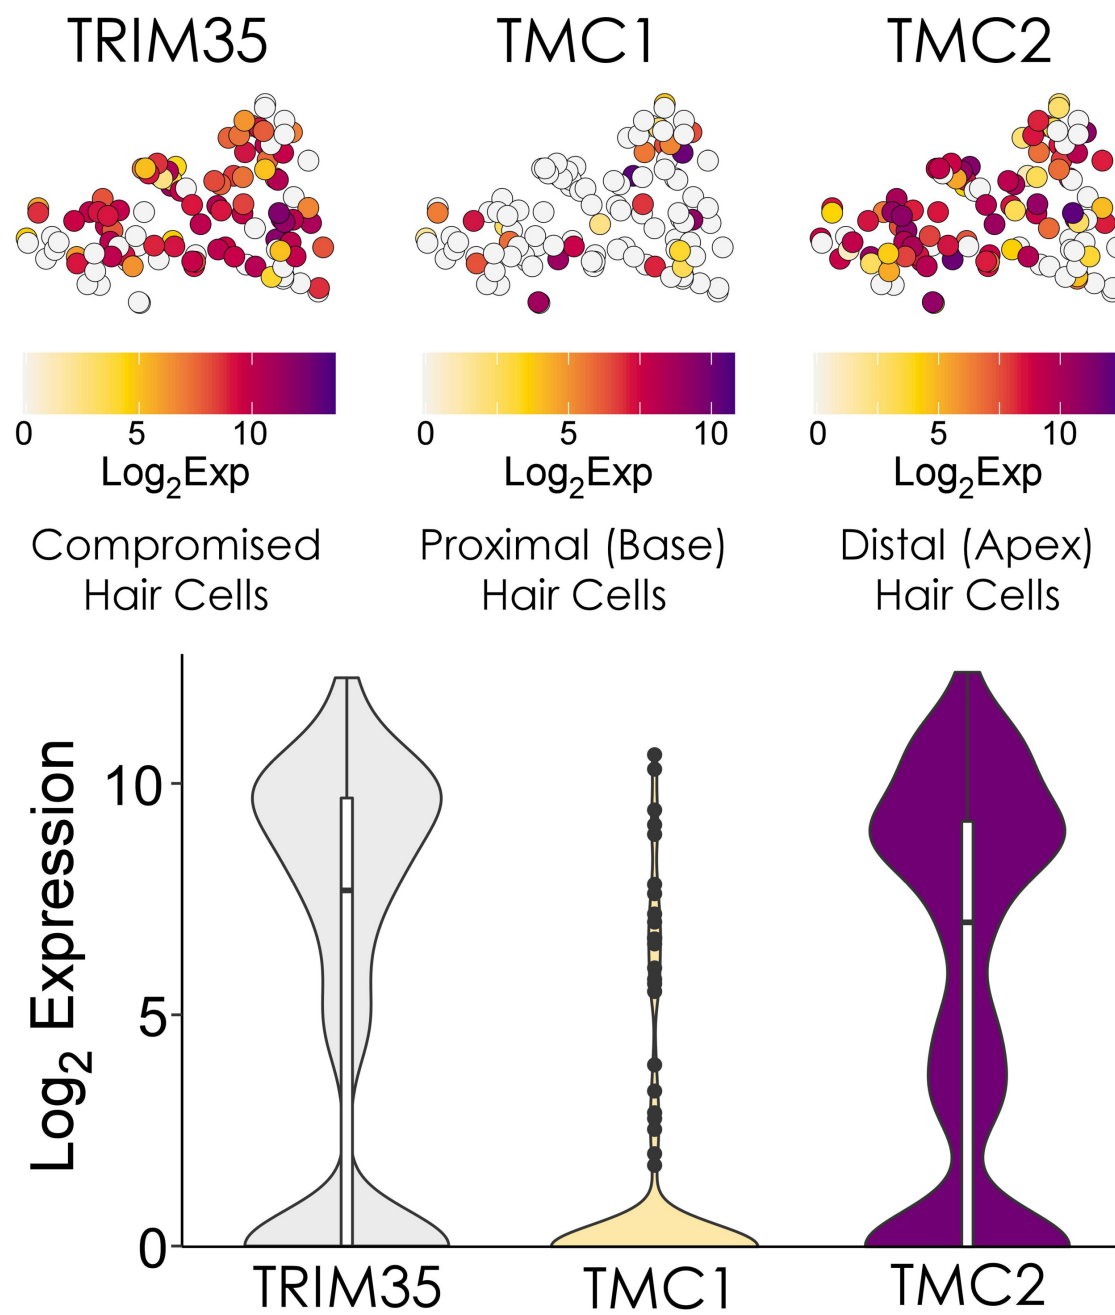 TRIM35 TMC1 TMC2
0 5 10 0 5 10 0 5 10
Log₂Exp Log₂Exp Log₂Exp
Compromised Proximal (Base) Distal (Apex)
Hair Cells Hair Cells Hair Cells
Log₂ Expression
10
5
0
TRIM35 TMC1 TMC2